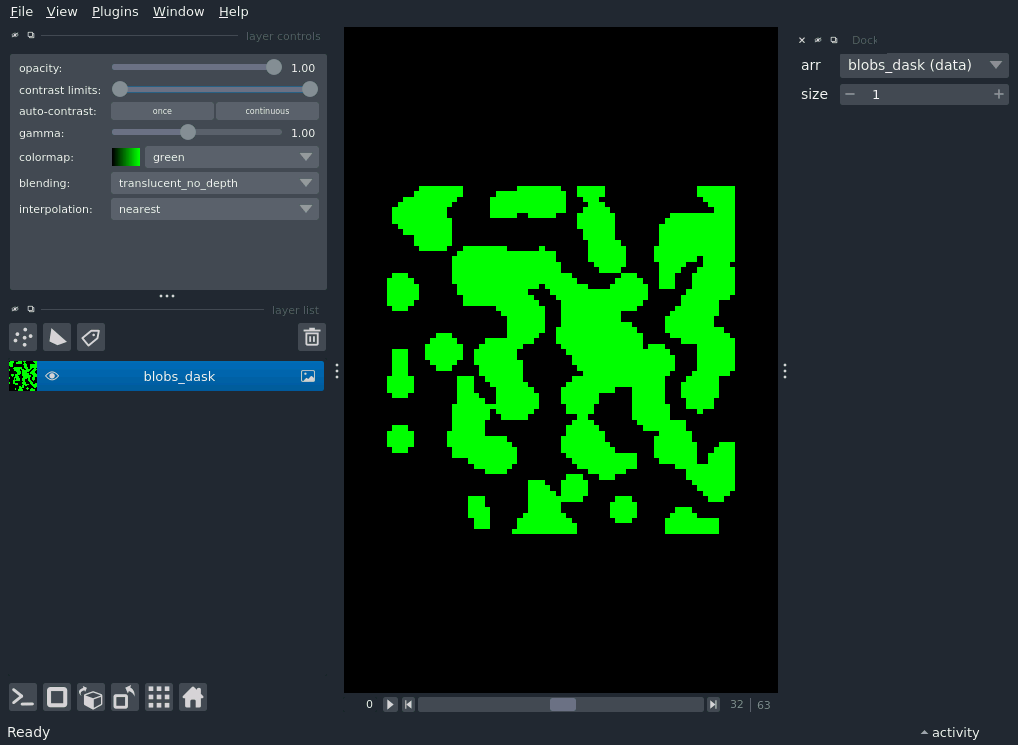 File View Plugins Window Help
layer controls
opacity: 1.00
contrast limits:
auto-contrast: once continuous
gamma: 1.00
colormap: green
blending: translucent_no_depth
interpolation: nearest
layer list
blobs_dask
0 32 63
Ready
Dock
arr blobs_dask (data)
size 1
activity